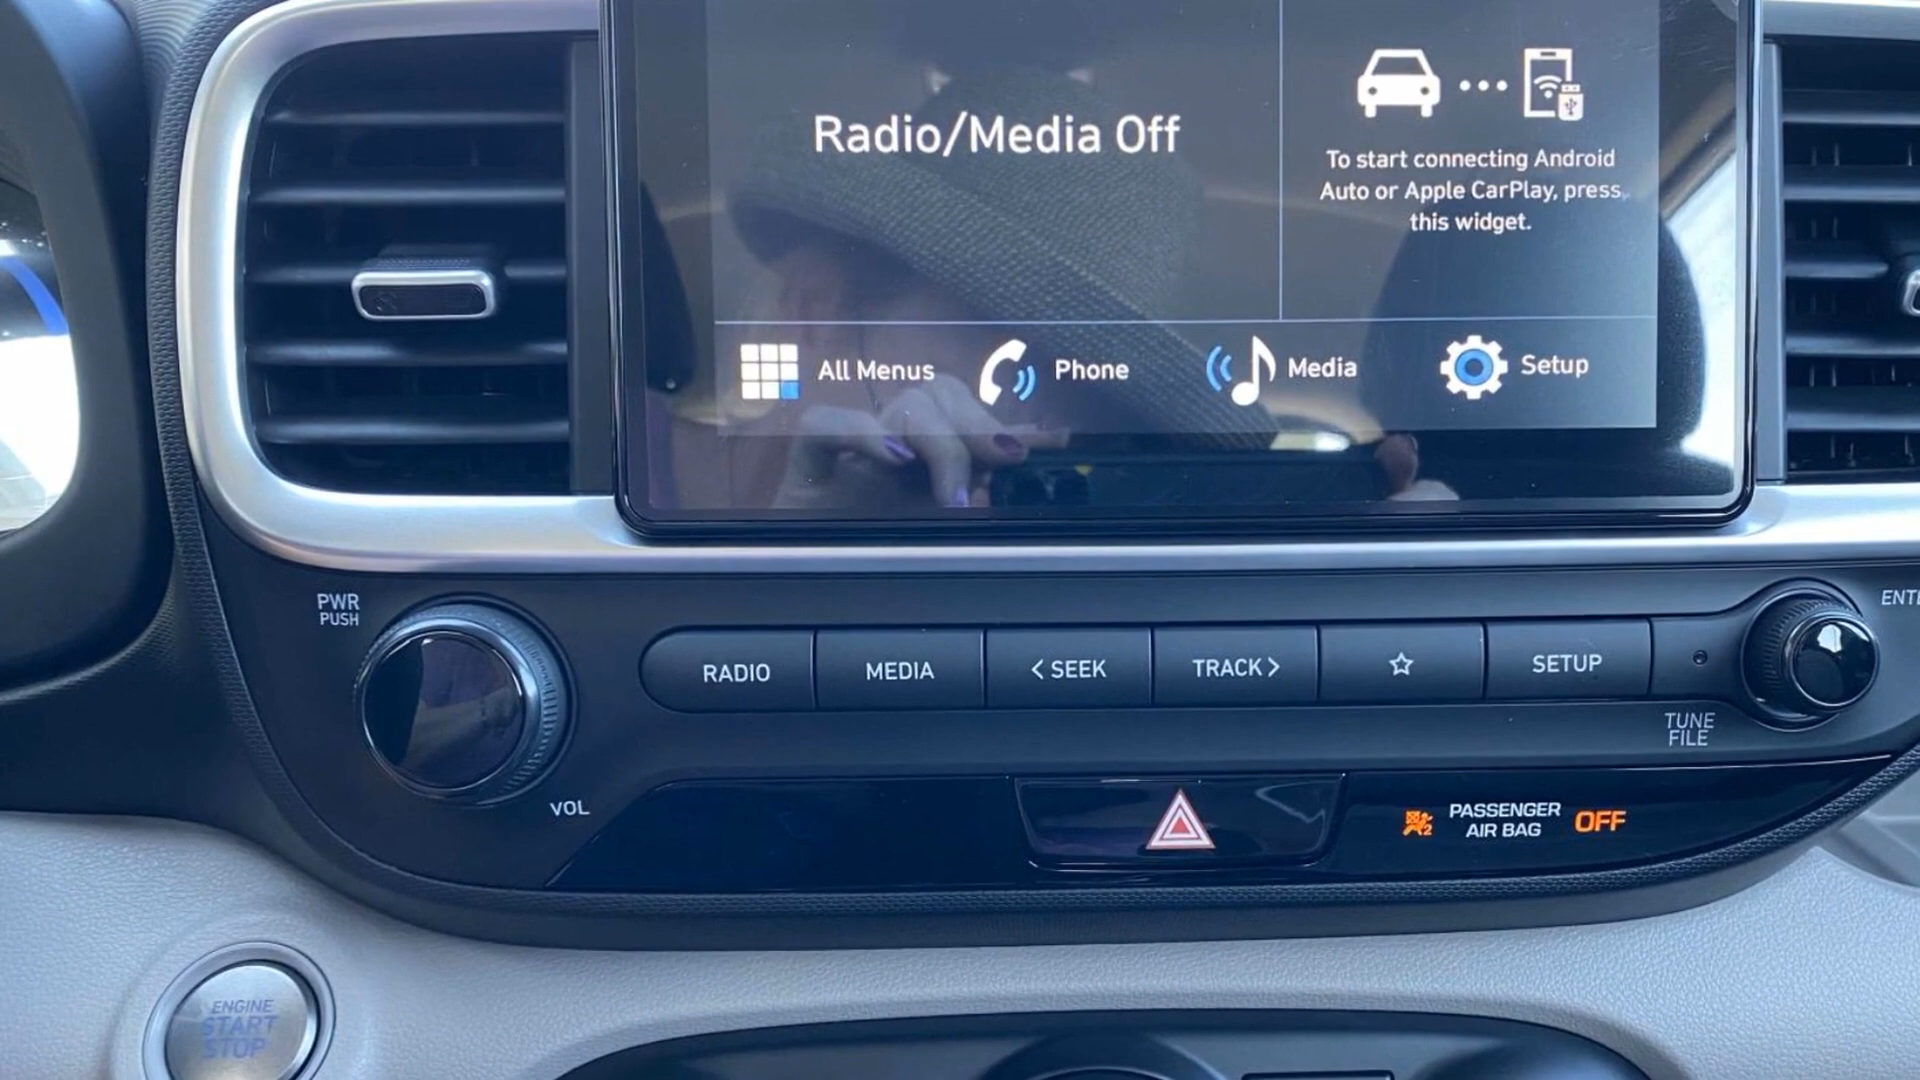 Radio/Media Off
To start connecting Android
Auto or Apple CarPlay, press
this widget.
All Menus
Phone
Media
Setup
PWR
PUSH
VOL
RADIO
MEDIA
< SEEK
TRACK >
SETUP
TUNE
FILE
PASSENGER
AIR BAG
OFF
ENGINE
START
STOP